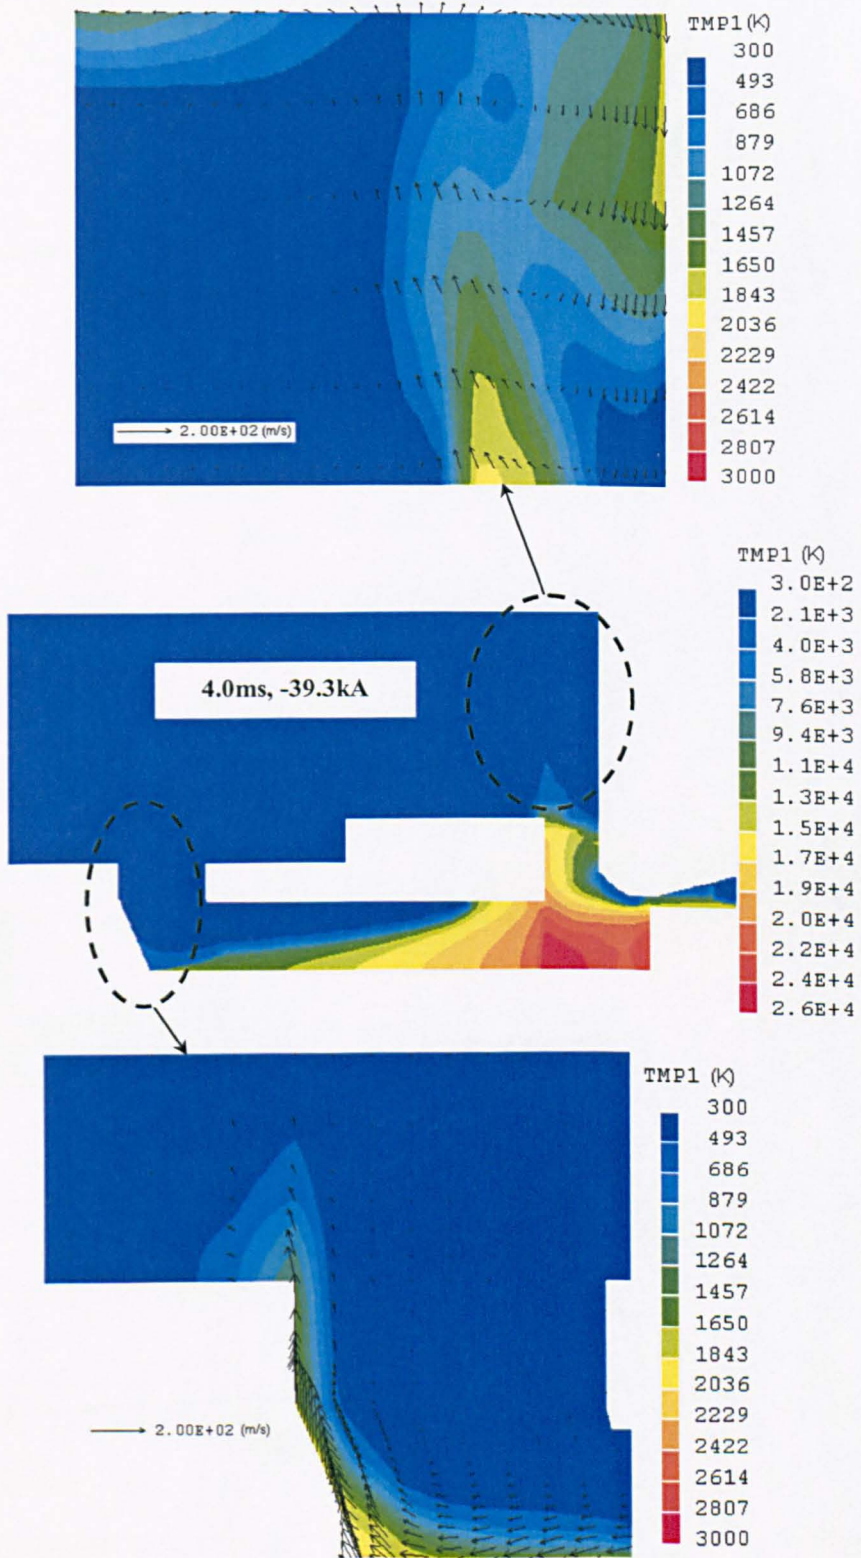 TMP1 (K)
300
493
686
879
1072
1264
1457
1650
1843
2036
2229
2422
2614
2807
3000
2.00E+02 (m/s)
TMP1 (K)
3.0E+2
2.1E+3
4.0E+3
5.8E+3
7.6E+3
9.4E+3
1.1E+4
1.3E+4
1.5E+4
1.7E+4
1.9E+4
2.0E+4
2.2E+4
2.4E+4
2.6E+4
4.0ms, -39.3kA
TMP1 (K)
300
493
686
879
1072
1264
1457
1650
1843
2036
2229
2422
2614
2807
3000
2.00E+02 (m/s)